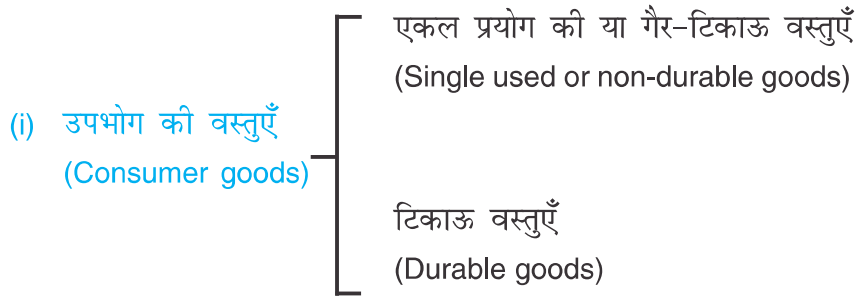 (i) उपभोग की वस्तुएँ
(Consumer goods)
एकल प्रयोग की या गैर-टिकाऊ वस्तुएँ
(Single used or non-durable goods)
टिकाऊ वस्तुएँ
(Durable goods)